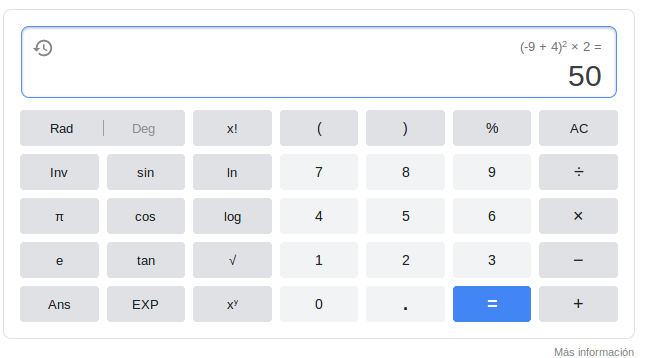 (-9 + 4)² × 2 =
50
Rad | Deg x! ( ) % AC
Inv sin ln 7 8 9 ÷
π cos log 4 5 6 ×
e tan √ 1 2 3 −
Ans EXP xʸ 0 . = +
Más información